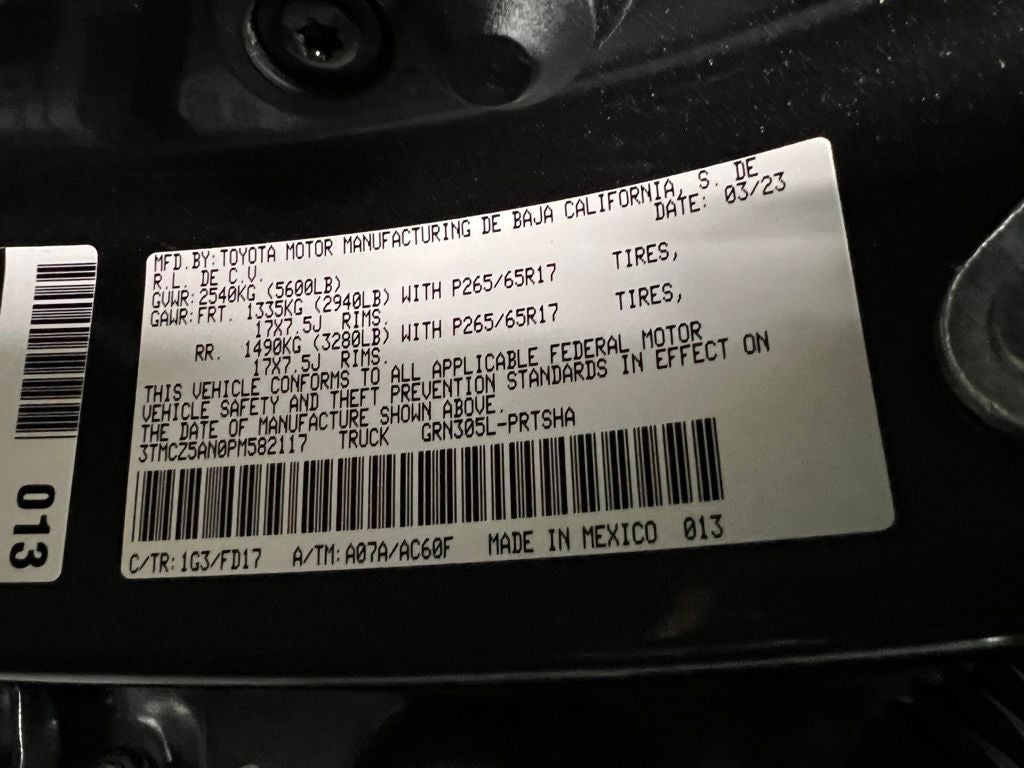 MFD.BY: TOYOTA MOTOR MANUFACTURING DE BAJA CALIFORNIA, S. DE
R.L. DE C.V. DATE: 03/23
GVWR: 2540KG (5600LB)
GAWR: FRT. 1335KG (2940LB) WITH P265/65R17 TIRES,
17X7.5J RIMS.
RR. 1490KG (3280LB) WITH P265/65R17 TIRES,
17X7.5J RIMS.
THIS VEHICLE CONFORMS TO ALL APPLICABLE FEDERAL MOTOR
VEHICLE SAFETY AND THEFT PREVENTION STANDARDS IN EFFECT ON
THE DATE OF MANUFACTURE SHOWN ABOVE.
3TMCZ5AN0PM582117 TRUCK GRN305L-PRTSHA
C/TR: 1G3/FD17 A/TM: A07A/AC60F MADE IN MEXICO 013
013